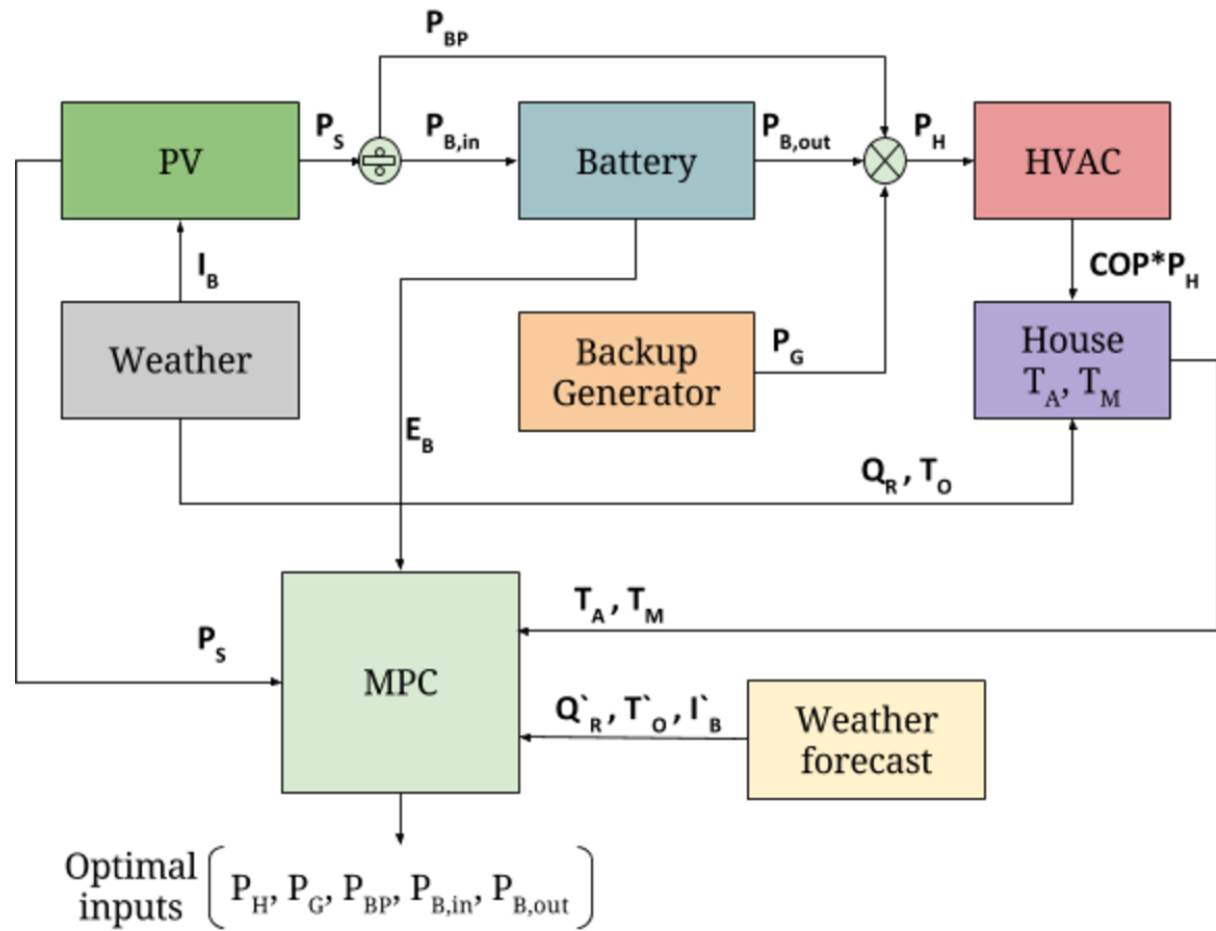 P_BP
P_S
P_B,in
P_B,out
P_H
PV
Battery
HVAC
I_B
COP*P_H
Weather
Backup
Generator
P_G
House
T_A, T_M
E_B
Q_R, T_O
T_A, T_M
P_S
MPC
Q`_R, T`_O, I`_B
Weather
forecast
Optimal
inputs
P_H, P_G, P_BP, P_B,in, P_B,out